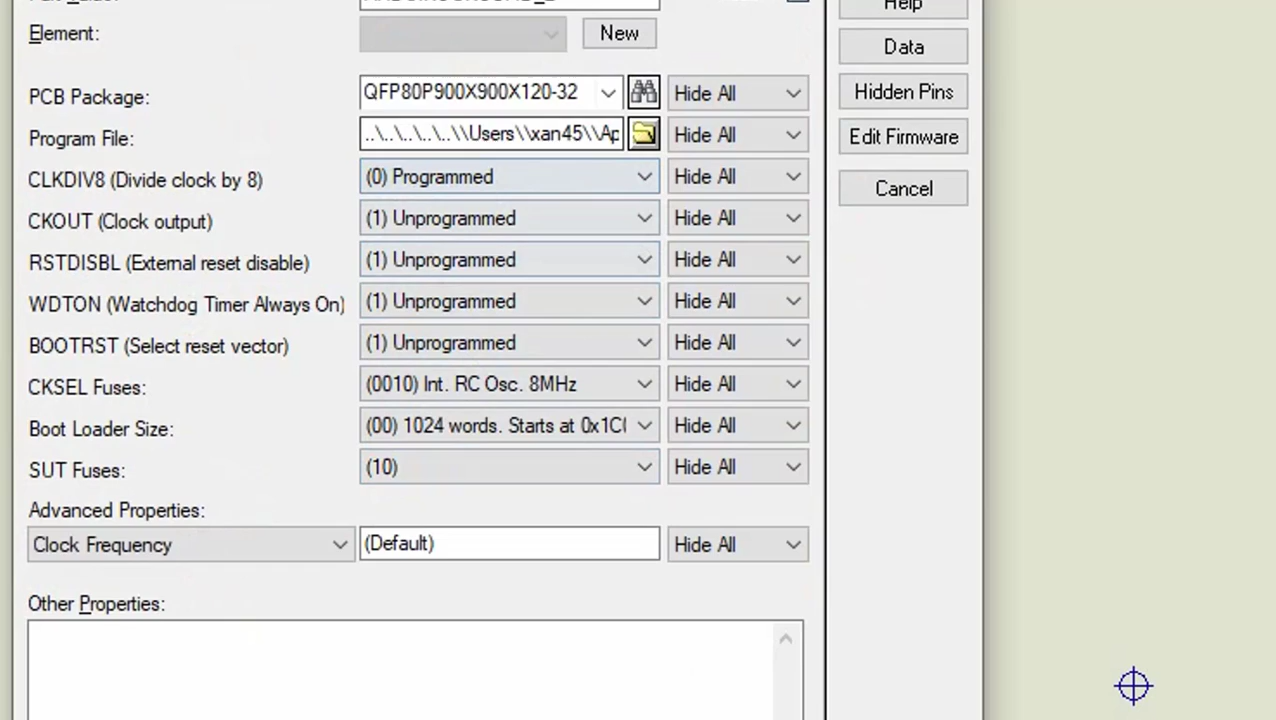 Help
Element:
New
Data
PCB Package:
QFP80P900X900X120-32
Hide All
Hidden Pins
Program File:
..\..\..\..\..\\Users\\xan45\\Ap
Hide All
Edit Firmware
CLKDIV8 (Divide clock by 8)
(0) Programmed
Hide All
Cancel
CKOUT (Clock output)
(1) Unprogrammed
Hide All
RSTDISBL (External reset disable)
(1) Unprogrammed
Hide All
WDTON (Watchdog Timer Always On)
(1) Unprogrammed
Hide All
BOOTRST (Select reset vector)
(1) Unprogrammed
Hide All
CKSEL Fuses:
(0010) Int. RC Osc. 8MHz
Hide All
Boot Loader Size:
(00) 1024 words. Starts at 0x1C(
Hide All
SUT Fuses:
(10)
Hide All
Advanced Properties:
Clock Frequency
(Default)
Hide All
Other Properties: